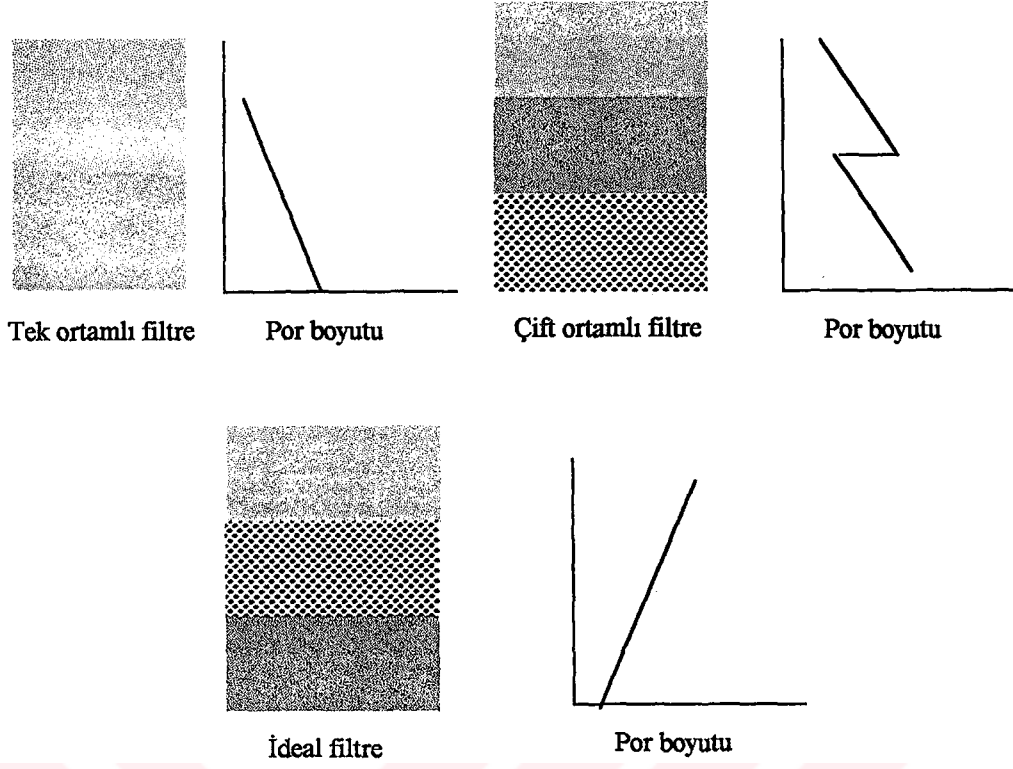 Tek ortamlı filtre
Por boyutu
Çift ortamlı filtre
Por boyutu
İdeal filtre
Por boyutu